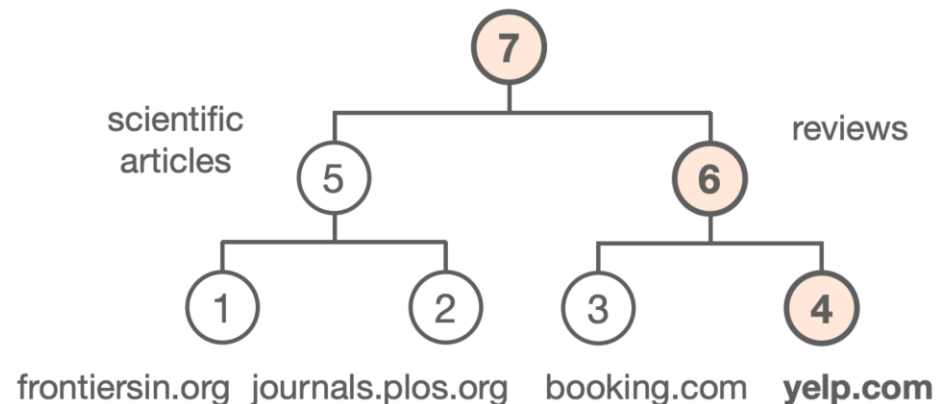 7
scientific
articles
reviews
5
6
1
2
3
4
frontiersin.org
journals.plos.org
booking.com
yelp.com